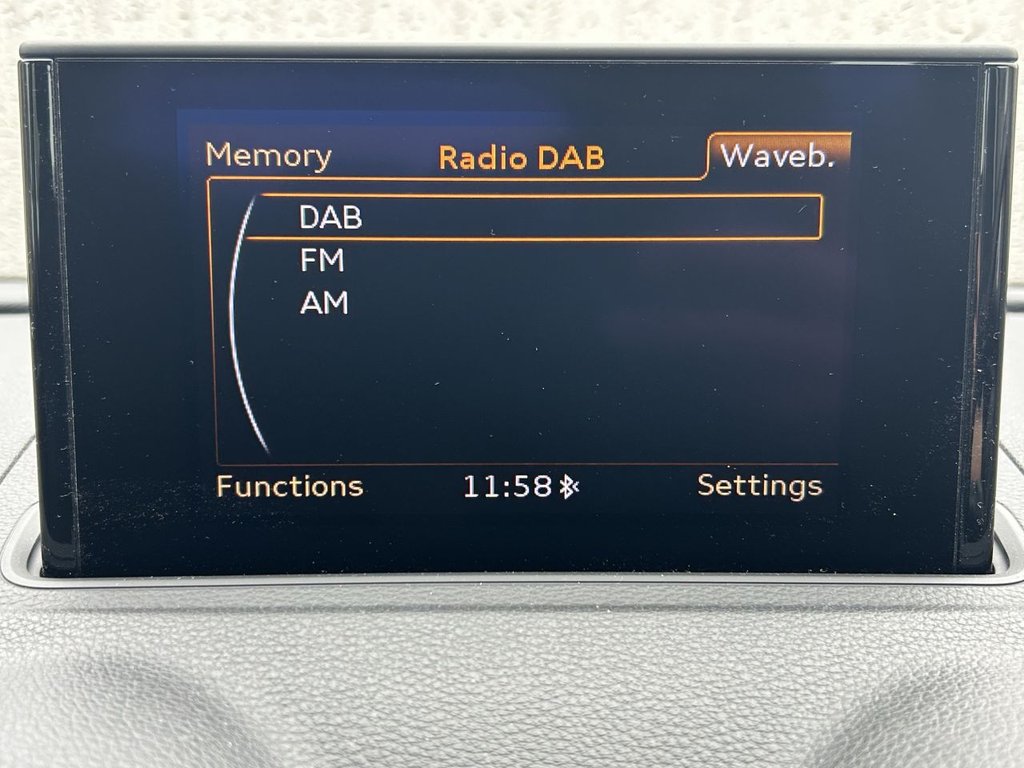 Memory Radio DAB Waveb.
DAB
FM
AM
Functions 11:58 Settings